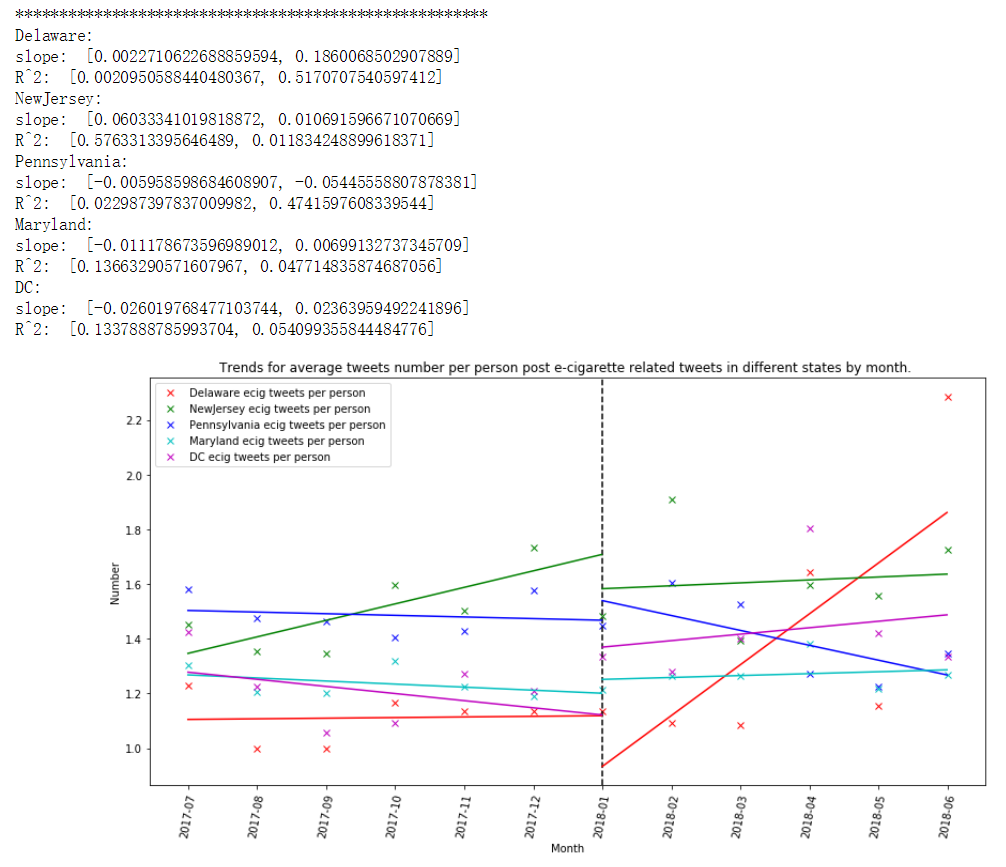 ****************************************************
Delaware:
slope:  [0.0022710622688859594, 0.1860068502907889]
R^2:  [0.0020950588440480367, 0.5170707540597412]
NewJersey:
slope:  [0.06033341019818872, 0.010691596671070669]
R^2:  [0.5763313395646489, 0.011834248899618371]
Pennsylvania:
slope:  [-0.005958598684608907, -0.05445558807878381]
R^2:  [0.022987397837009982, 0.4741597608339544]
Maryland:
slope:  [-0.011178673596989012, 0.00699132737345709]
R^2:  [0.13663290571607967, 0.047714835874687056]
DC:
slope:  [-0.026019768477103744, 0.02363959492241896]
R^2:  [0.1337888785993704, 0.054099355844484776]
Trends for average tweets number per person post e-cigarette related tweets in different states by month.
Delaware ecig tweets per person
NewJersey ecig tweets per person
Pennsylvania ecig tweets per person
Maryland ecig tweets per person
DC ecig tweets per person
Number
2.2
2.0
1.8
1.6
1.4
1.2
1.0
2017-07
2017-08
2017-09
2017-10
2017-11
2017-12
2018-01
2018-02
2018-03
2018-04
2018-05
2018-06
Month